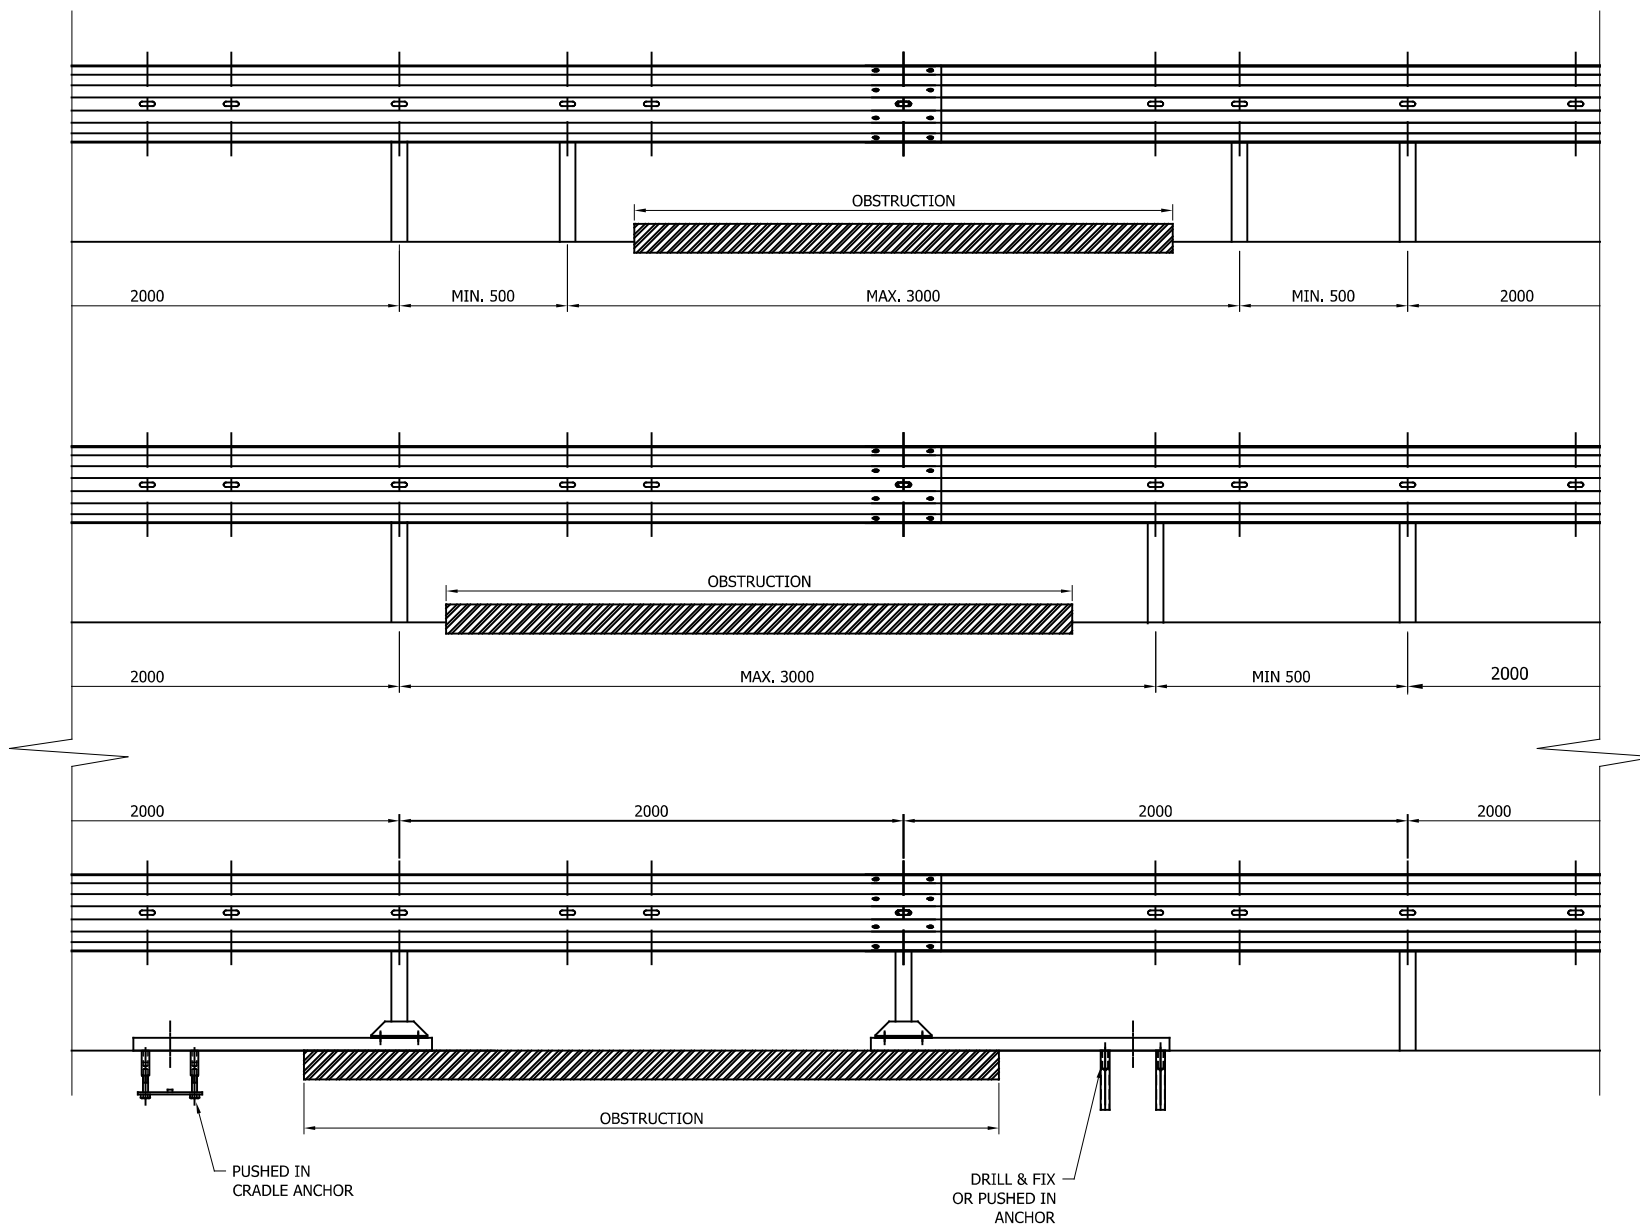 OBSTRUCTION
2000 MIN. 500 MAX. 3000 MIN. 500 2000
OBSTRUCTION
2000 MAX. 3000 MIN 500 2000
2000 2000 2000 2000
OBSTRUCTION
PUSHED IN
CRADLE ANCHOR
DRILL & FIX
OR PUSHED IN
ANCHOR